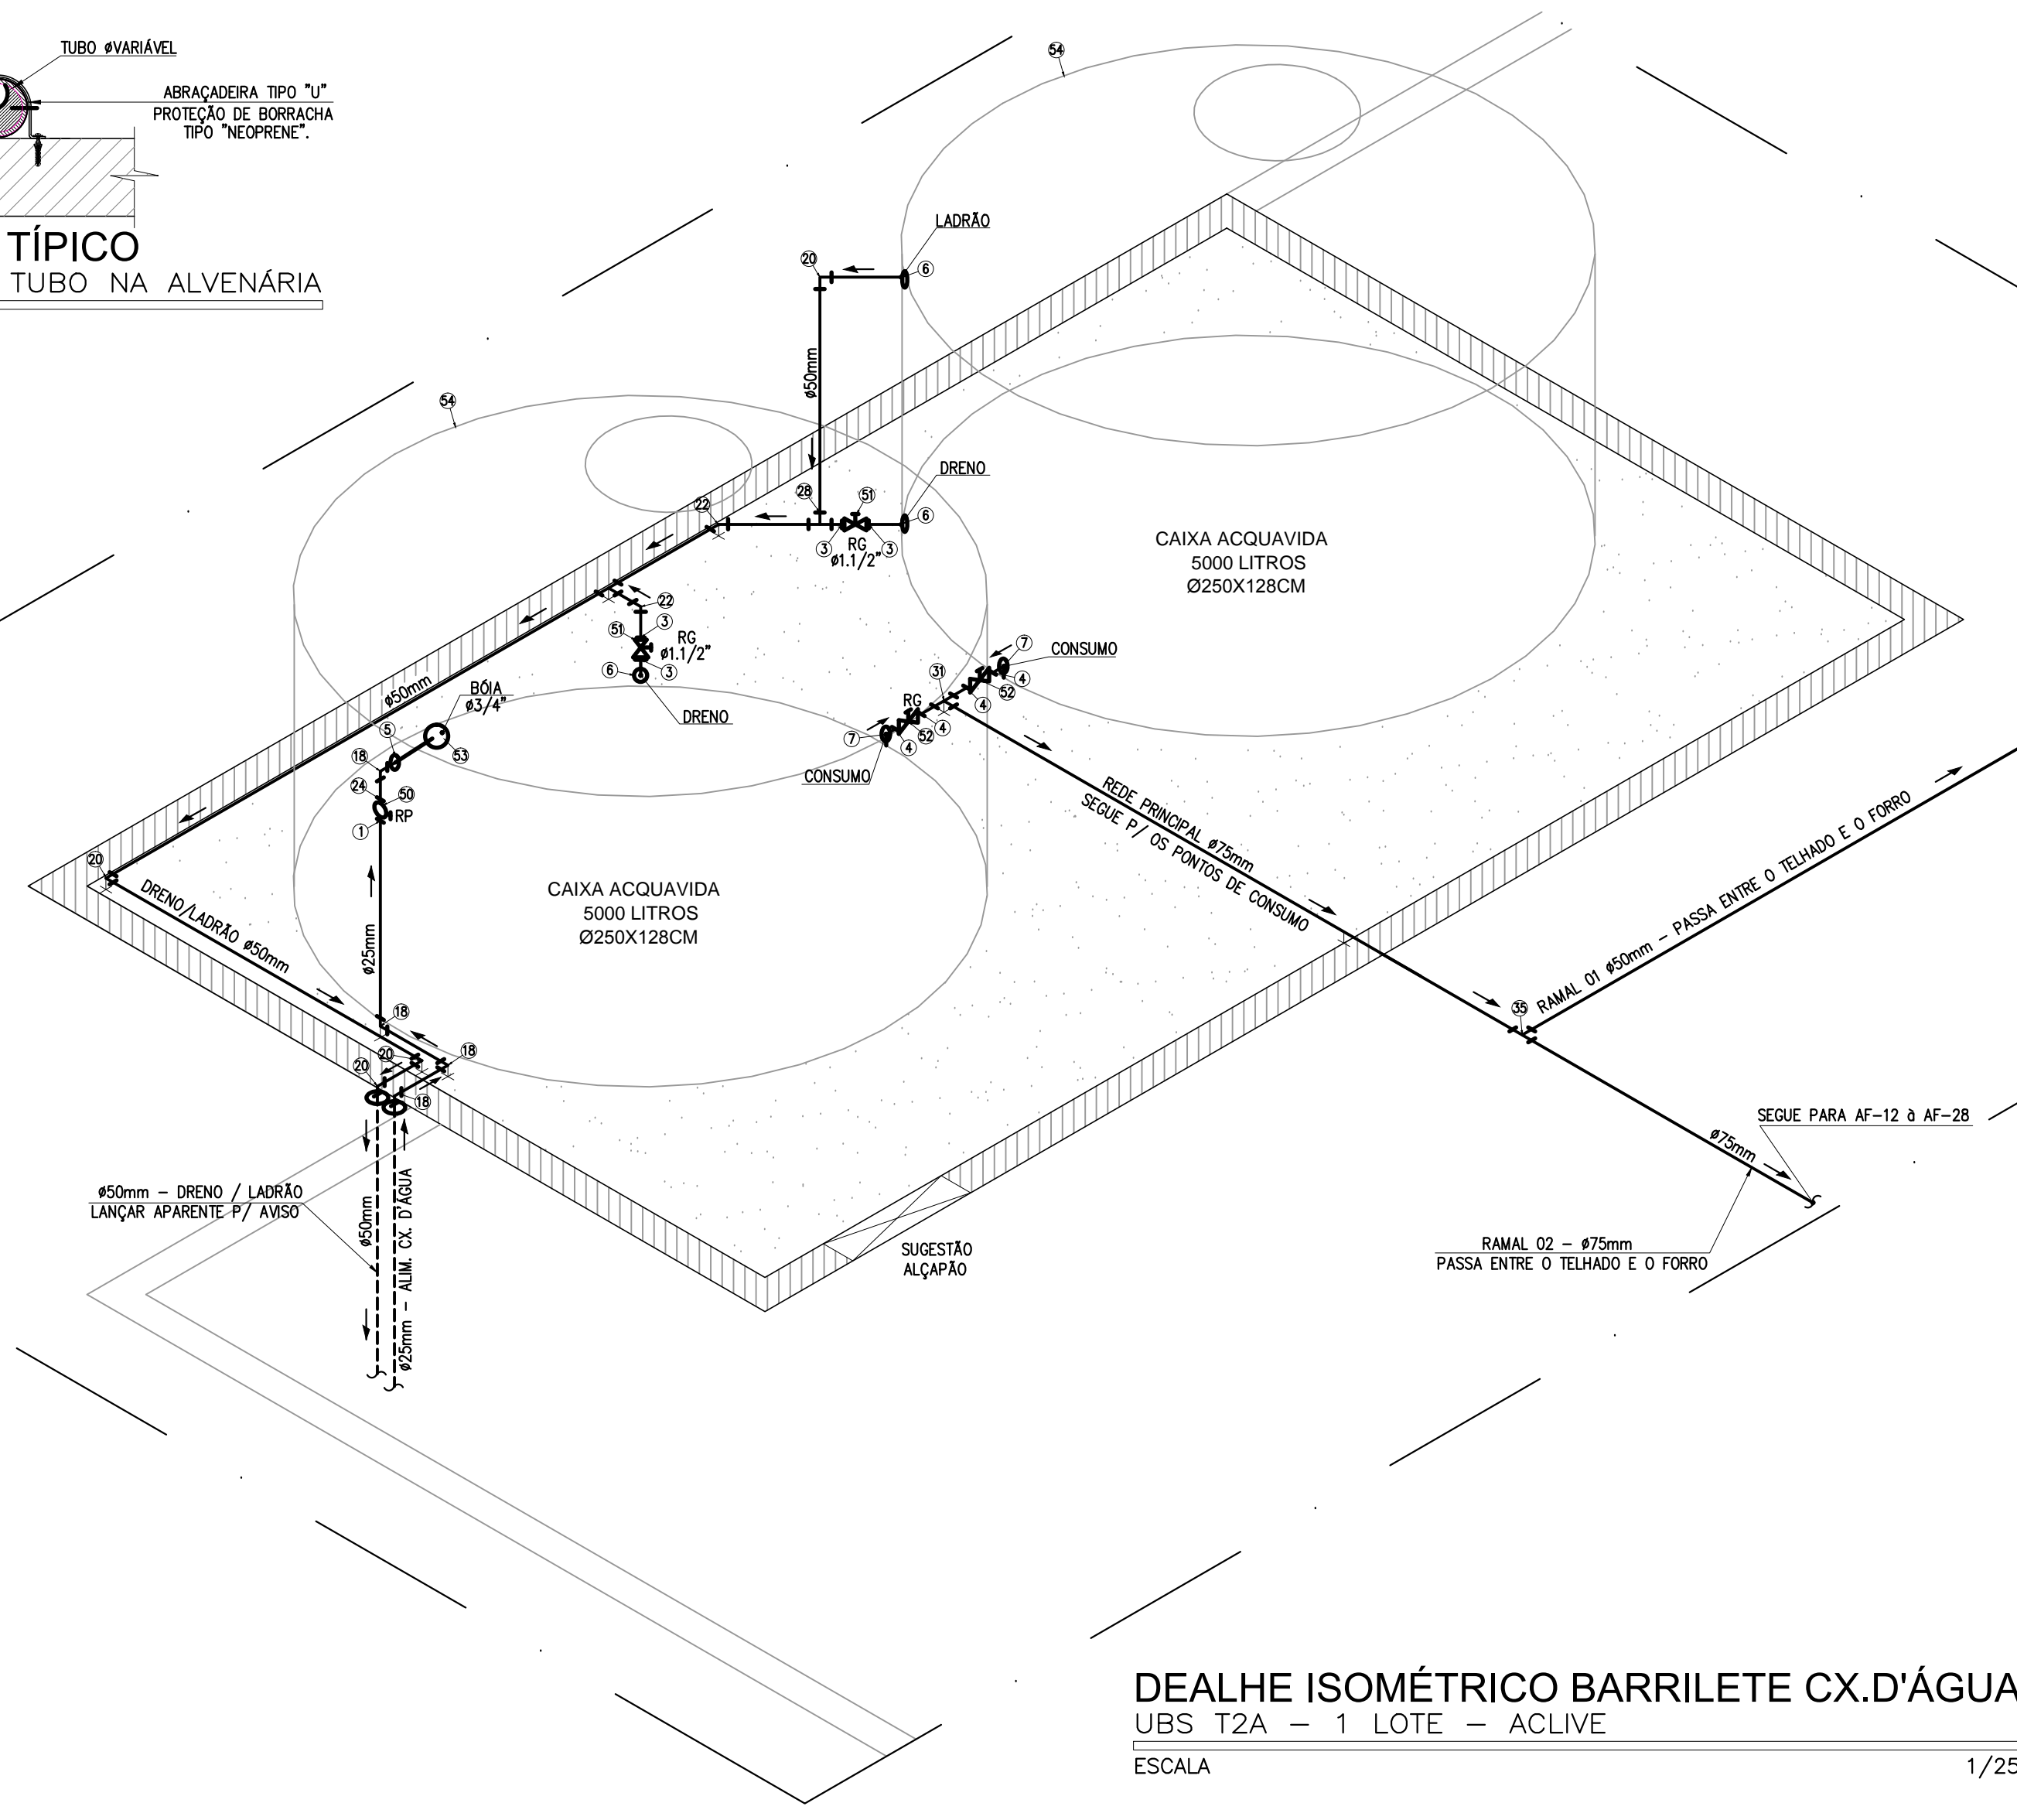 TUBO øVARIÁVEL
ABRAÇADEIRA TIPO "U"
PROTEÇÃO DE BORRACHA
TIPO "NEOPRENE".
TÍPICO
TUBO NA ALVENÁRIA
54
LADRÃO
20
6
ø50mm
54
DRENO
28
51
22
6
3
3
RG
ø1.1/2"
CAIXA ACQUAVIDA
5000 LITROS
Ø250X128CM
22
3
51
RG
ø1.1/2"
6
3
DRENO
ø50mm
BÓIA
ø3/4"
5
53
18
24
50
RP
1
7
CONSUMO
31
4
52
4
RG
4
52
7
4
CONSUMO
REDE PRINCIPAL ø75mm
SEGUE P/ OS PONTOS DE CONSUMO
20
DRENO/LADRÃO ø50mm
CAIXA ACQUAVIDA
5000 LITROS
Ø250X128CM
ø25mm
18
20
18
20
18
35
RAMAL 01 ø50mm – PASSA ENTRE O TELHADO E O FORRO
SEGUE PARA AF–12 à AF–28
ø75mm
ø50mm – DRENO / LADRÃO
LANÇAR APARENTE P/ AVISO
ø50mm
ø25mm – ALIM. CX. D'ÁGUA
SUGESTÃO
ALÇAPÃO
RAMAL 02 – ø75mm
PASSA ENTRE O TELHADO E O FORRO
DEALHE ISOMÉTRICO BARRILETE CX.D'ÁGUA
UBS T2A – 1 LOTE – ACLIVE
ESCALA
1/25